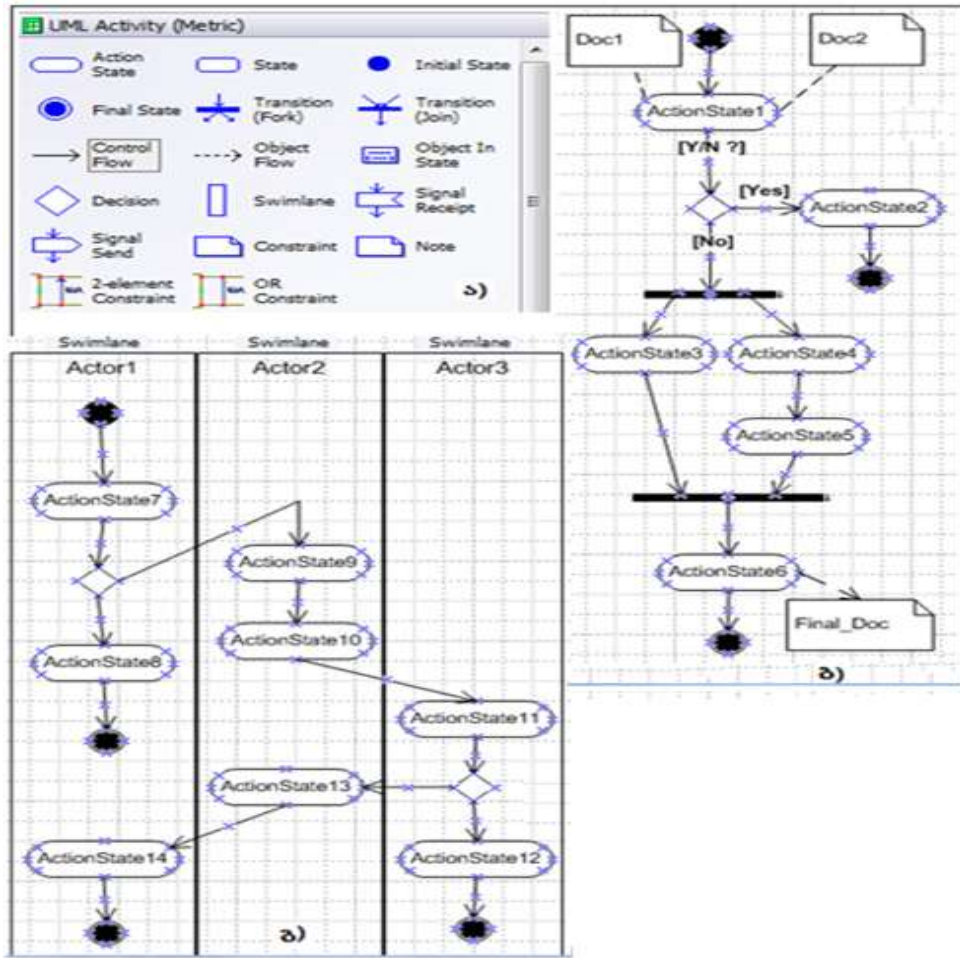 UML Activity (Metric)
Action State
State
Initial State
Final State
Transition (Fork)
Transition (Join)
Control Flow
Object Flow
Object In State
Decision
Swimlane
Signal Receipt
Signal Send
Constraint
Note
2-element Constraint
OR Constraint
ა)
Doc1
Doc2
ActionState1
[Y/N ?]
[Yes]
ActionState2
[No]
ActionState3
ActionState4
ActionState5
ActionState6
Final_Doc
ბ)
Swimlane
Swimlane
Swimlane
Actor1
Actor2
Actor3
ActionState7
ActionState9
ActionState10
ActionState8
ActionState11
ActionState13
ActionState14
ActionState12
გ)